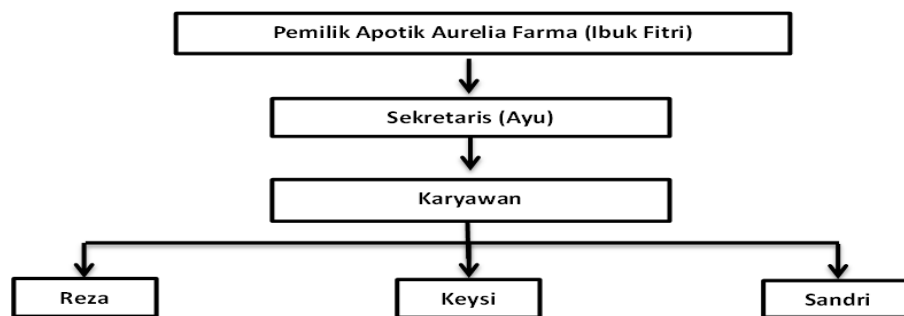 Pemilik Apotik Aurelia Farma (Ibuk Fitri)
Sekretaris (Ayu)
Karyawan
Reza
Keysi
Sandri